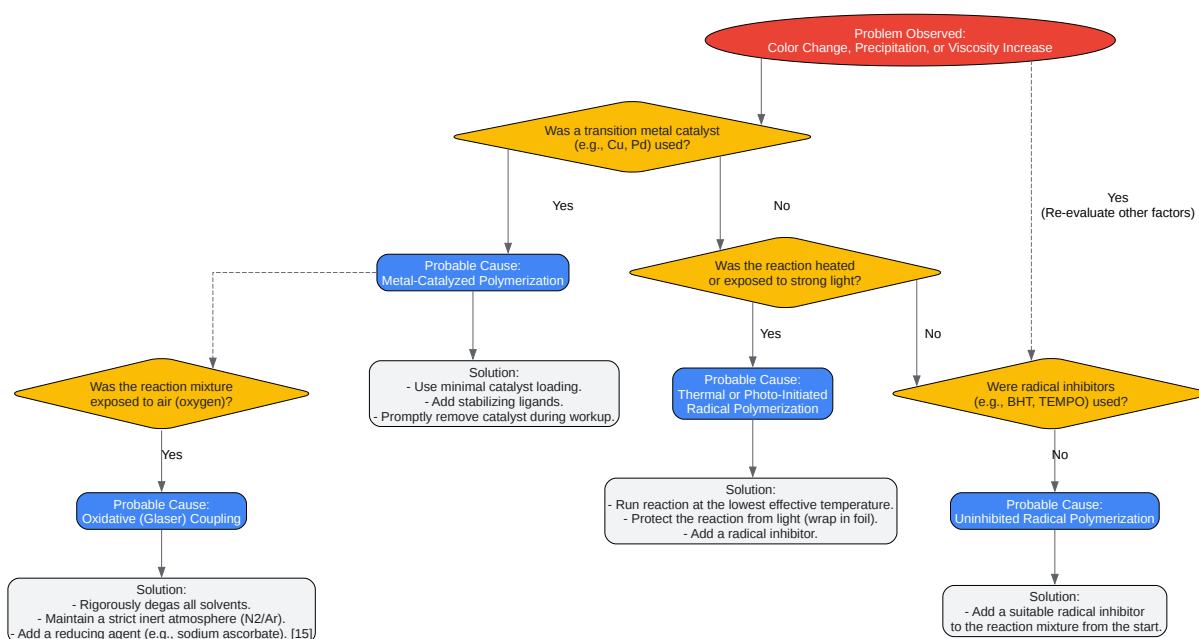 Problem Observed:
Color Change, Precipitation, or Viscosity Increase
Was a transition metal catalyst
(e.g., Cu, Pd) used?
Yes
No
Yes
(Re-evaluate other factors)
Probable Cause:
Metal-Catalyzed Polymerization
Was the reaction heated
or exposed to strong light?
Yes
No
Solution:
- Use minimal catalyst loading.
- Add stabilizing ligands.
- Promptly remove catalyst during workup.
Was the reaction mixture
exposed to air (oxygen)?
Yes
Probable Cause:
Thermal or Photo-Initiated
Radical Polymerization
Were radical inhibitors
(e.g., BHT, TEMPO) used?
No
Probable Cause:
Oxidative (Glaser) Coupling
Solution:
- Run reaction at the lowest effective temperature.
- Protect the reaction from light (wrap in foil).
- Add a radical inhibitor.
Probable Cause:
Uninhibited Radical Polymerization
Solution:
- Rigorously degas all solvents.
- Maintain a strict inert atmosphere (N2/Ar).
- Add a reducing agent (e.g., sodium ascorbate). [15]
Solution:
- Add a suitable radical inhibitor
to the reaction mixture from the start.